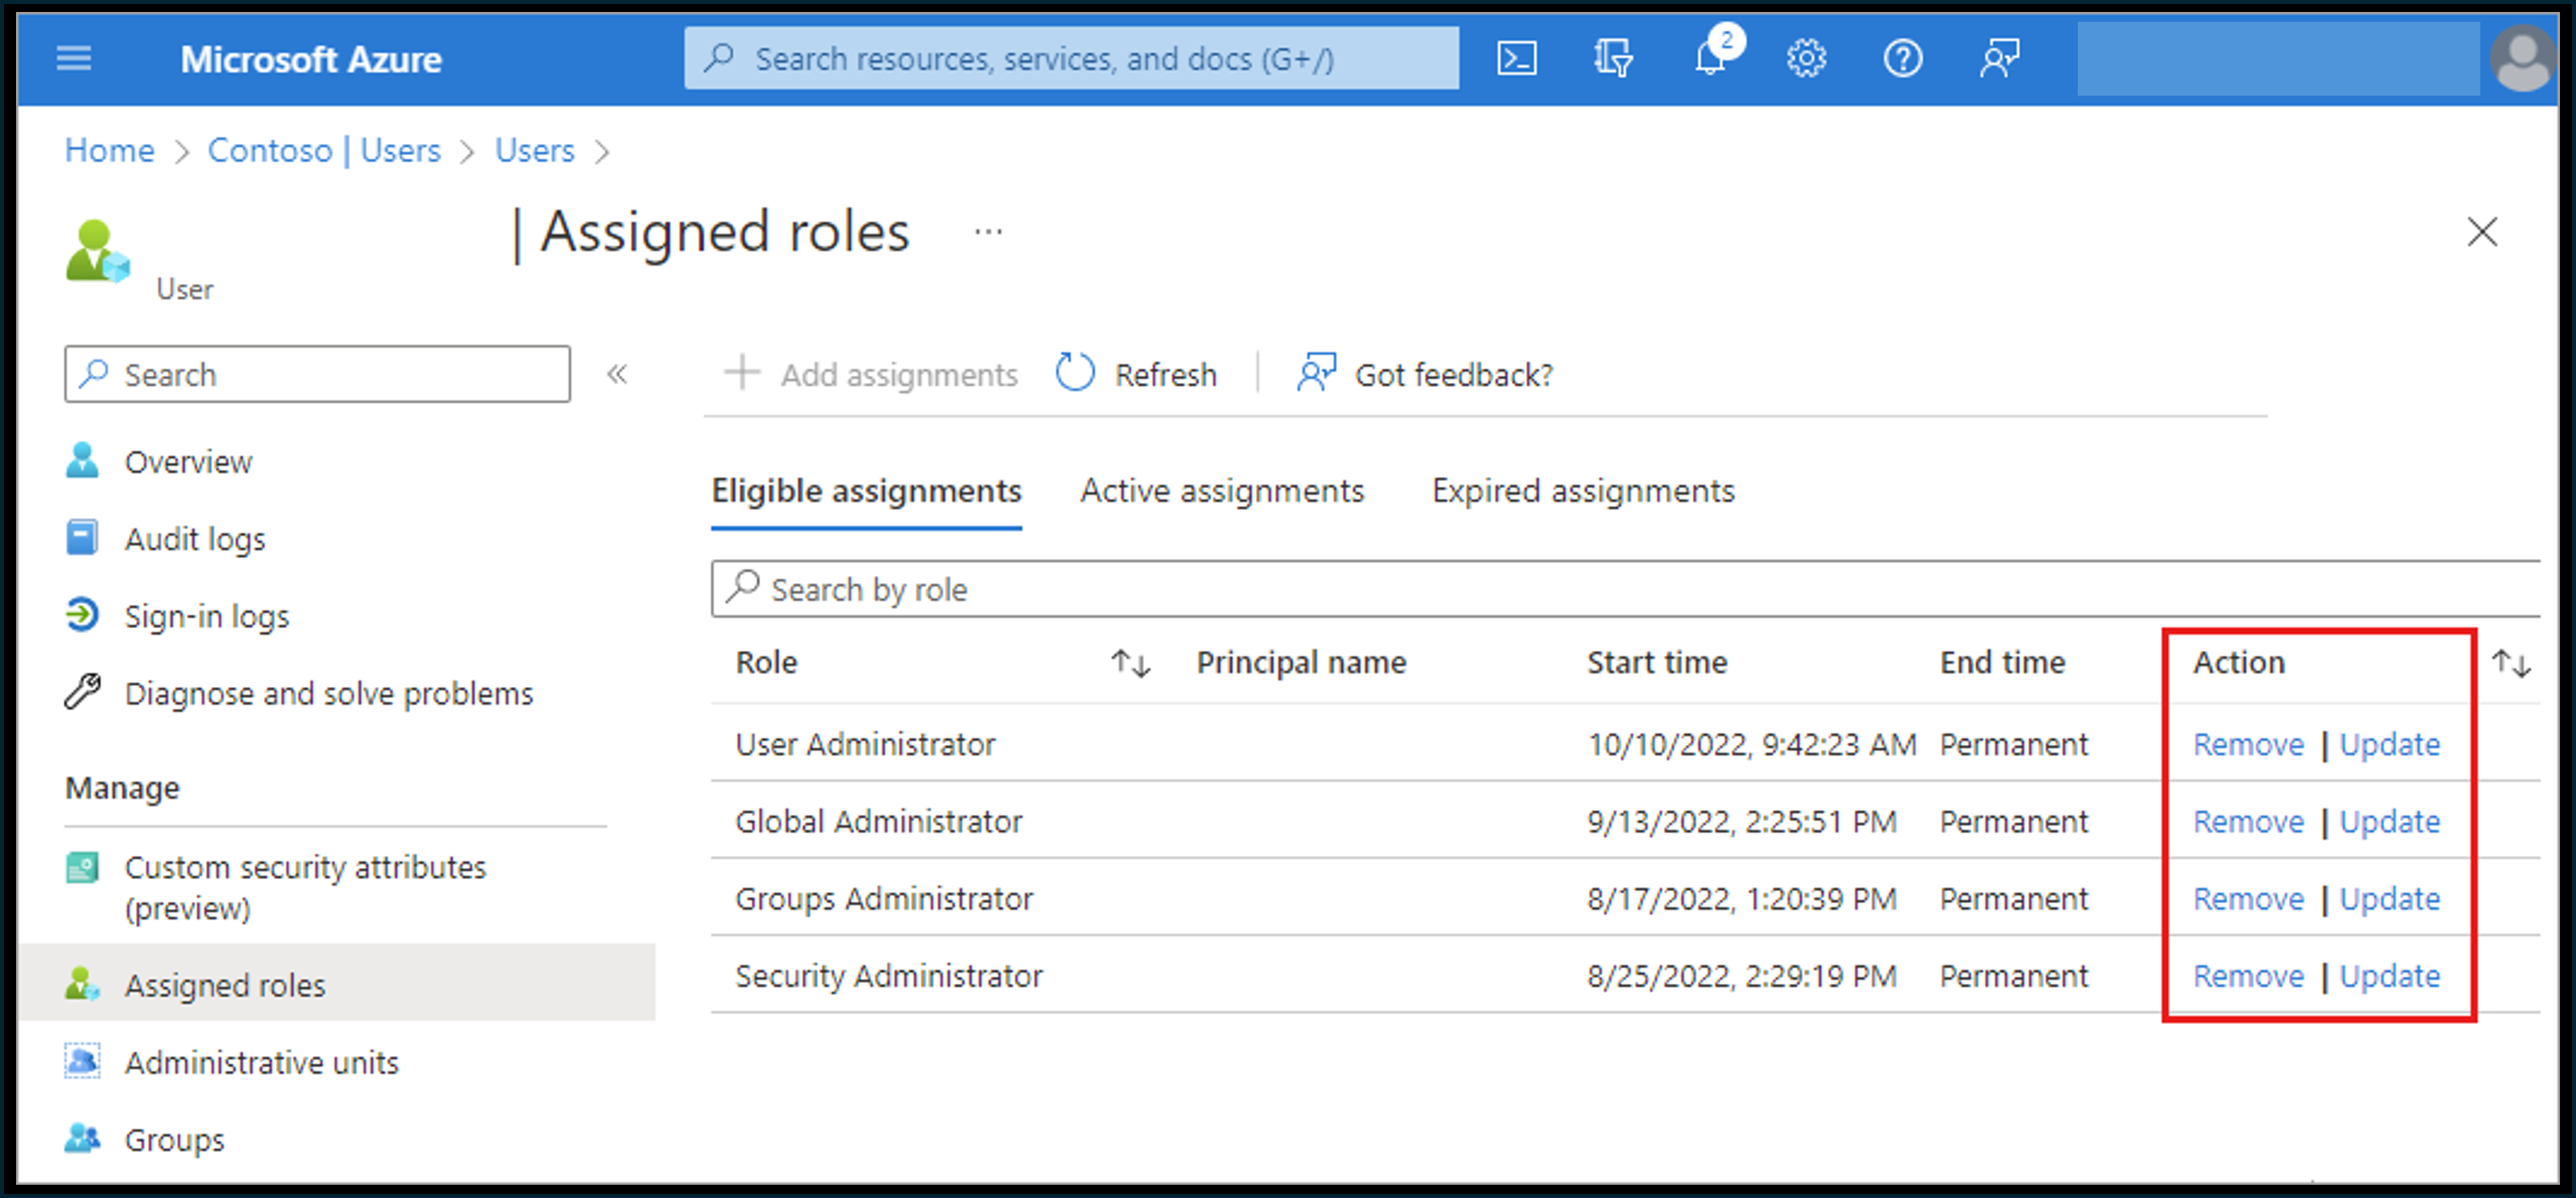 Microsoft Azure
Search resources, services, and docs (G+/)
2
Home > Contoso | Users > Users >
| Assigned roles ...
User
Search
«
Add assignments
Refresh
Got feedback?
Overview
Audit logs
Sign-in logs
Diagnose and solve problems
Manage
Custom security attributes
(preview)
Assigned roles
Administrative units
Groups
Eligible assignments Active assignments Expired assignments
Search by role
Role Principal name Start time End time Action
User Administrator 10/10/2022, 9:42:23 AM Permanent Remove | Update
Global Administrator 9/13/2022, 2:25:51 PM Permanent Remove | Update
Groups Administrator 8/17/2022, 1:20:39 PM Permanent Remove | Update
Security Administrator 8/25/2022, 2:29:19 PM Permanent Remove | Update